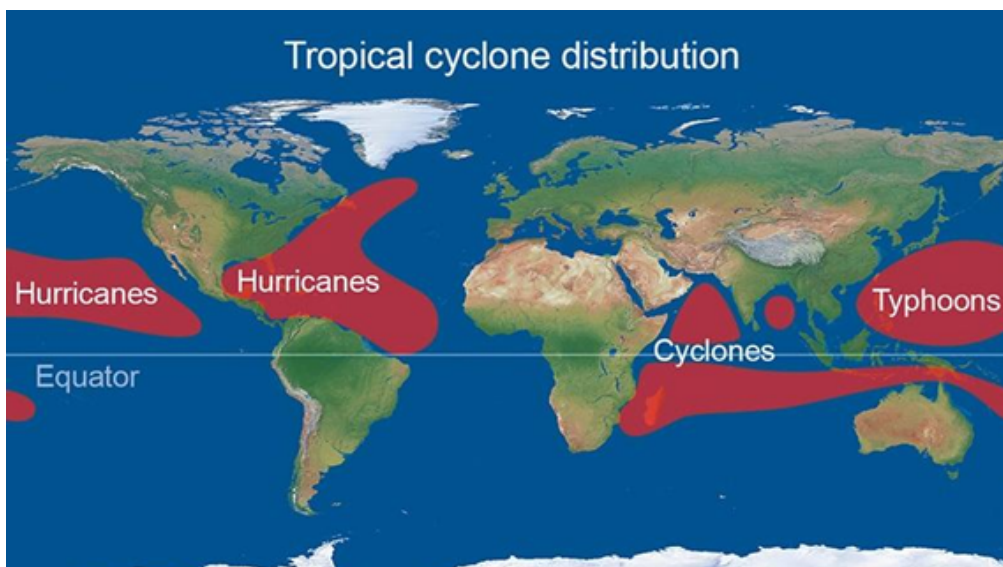 Tropical cyclone distribution
Hurricanes
Hurricanes
Typhoons
Cyclones
Equator